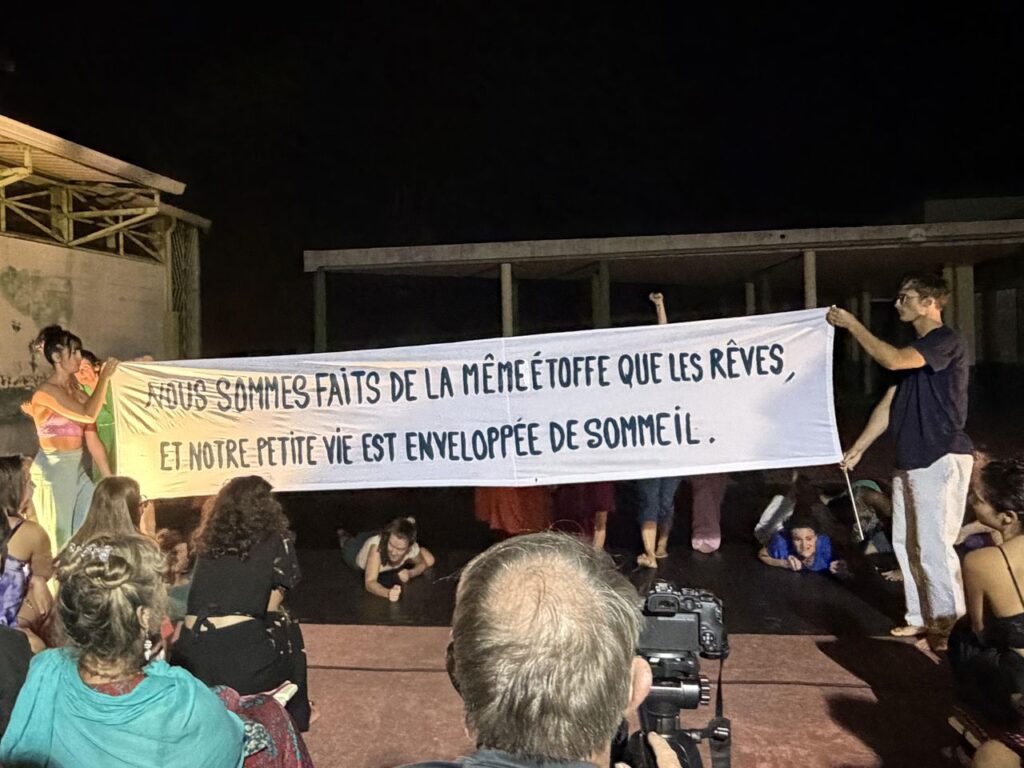 NOUS SOMMES FAITS DE LA MÊME ÉTOFFE QUE LES RÊVES,
ET NOTRE PETITE VIE EST ENVELOPPÉE DE SOMMEIL.